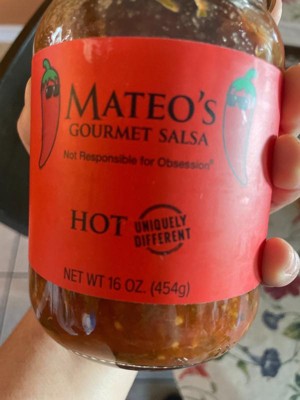 MATEO'S
GOURMET SALSA
Not Responsible for Obsession®
HOT
UNIQUELY
DIFFERENT
NET WT 16 OZ. (454g)